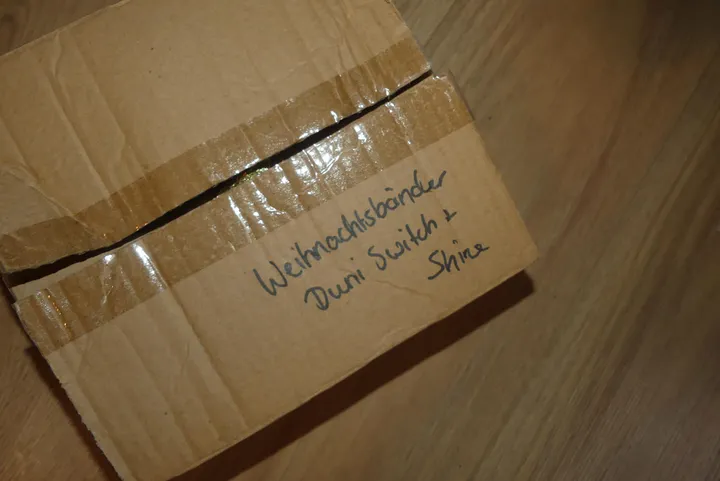 Weihnachtsbänder
Duni Switch +
Shine